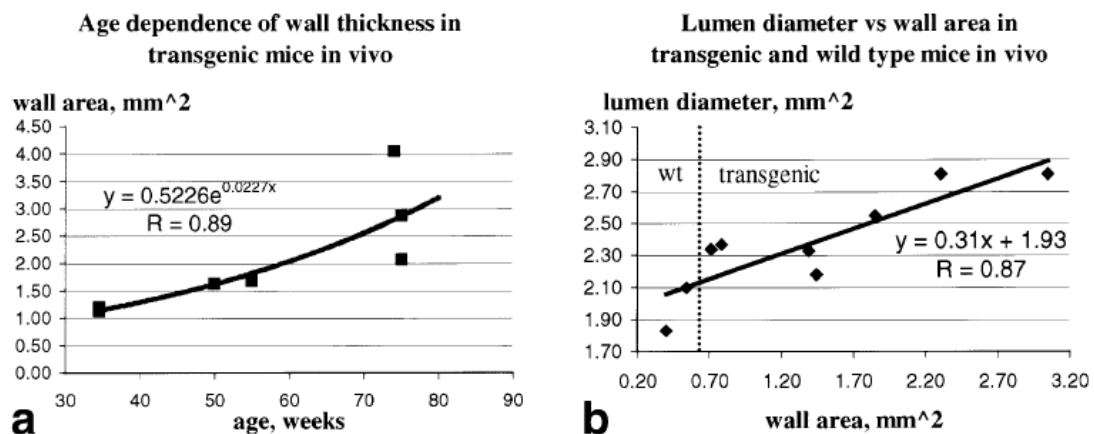 Age dependence of wall thickness in
transgenic mice in vivo
wall area, mm^2
4.50
4.00
3.50
3.00
2.50
2.00
1.50
1.00
0.50
0.00
y = 0.5226e^0.0227x
R = 0.89
30 40 50 60 70 80 90
age, weeks
a
Lumen diameter vs wall area in
transgenic and wild type mice in vivo
lumen diameter, mm^2
3.10
2.90
2.70
2.50
2.30
2.10
1.90
1.70
wt transgenic
y = 0.31x + 1.93
R = 0.87
0.20 0.70 1.20 1.70 2.20 2.70 3.20
wall area, mm^2
b